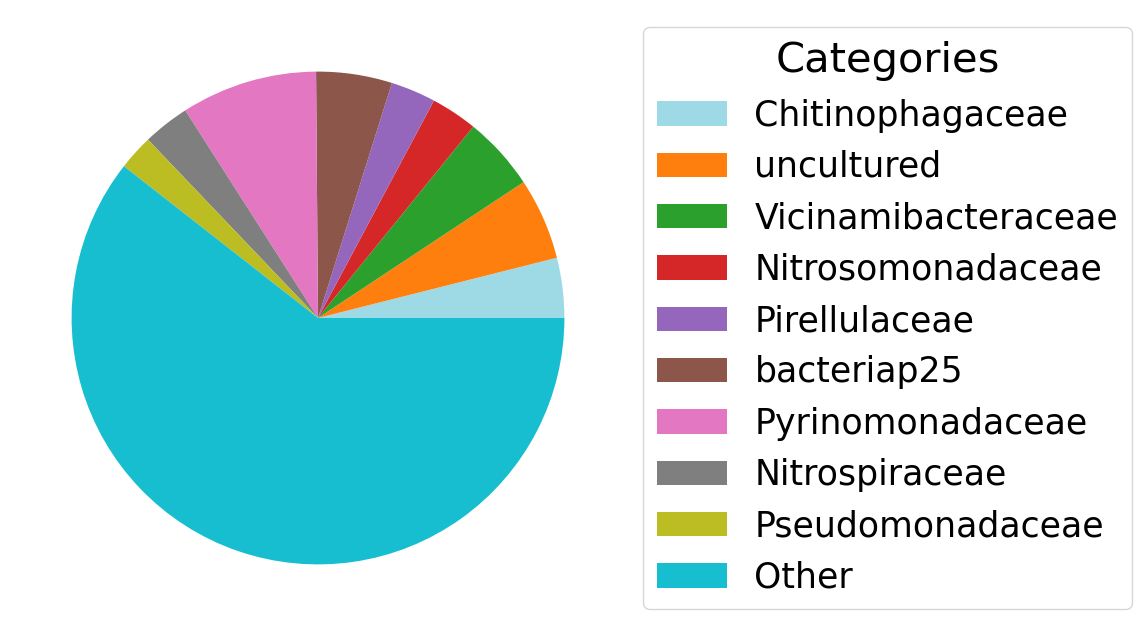 Categories
Chitinophagaceae
uncultured
Vicinamibacteraceae
Nitrosomonadaceae
Pirellulaceae
bacteriap25
Pyrinomonadaceae
Nitrospiraceae
Pseudomonadaceae
Other